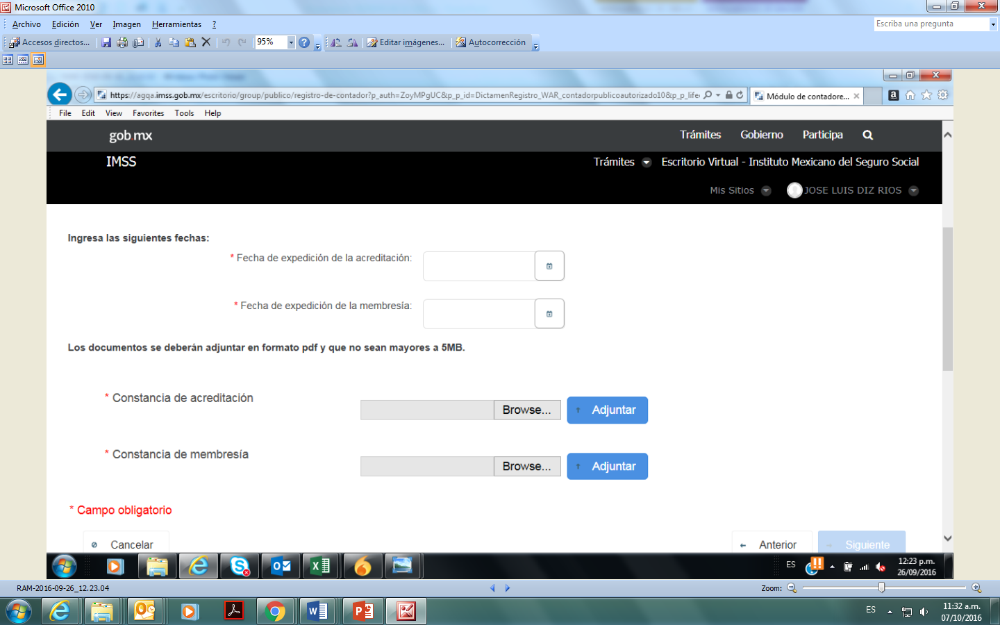 Microsoft Office 2010
Archivo Edición Ver Imagen Herramientas ?
Escriba una pregunta
Accesos directos... 95% Editar imágenes... Autocorrección
https://agqa.imss.gob.mx/escritorio/group/publico/registro-de-contador?p_auth=ZoyMPgUC&p_p_id=DictamenRegistro_WAR_contadorpublicoautorizado10&p_p_life
Módulo de contadore...
File Edit View Favorites Tools Help
gob.mx
Trámites Gobierno Participa
IMSS
Trámites Escritorio Virtual - Instituto Mexicano del Seguro Social
Mis Sitios JOSE LUIS DIZ RIOS
Ingresa las siguientes fechas:
* Fecha de expedición de la acreditación:
* Fecha de expedición de la membresía:
Los documentos se deberán adjuntar en formato pdf y que no sean mayores a 5MB.
* Constancia de acreditación
Browse... Adjuntar
* Constancia de membresía
Browse... Adjuntar
* Campo obligatorio
Cancelar Anterior Siguiente
ES 12:23 p.m.
26/09/2016
RAM-2016-09-26_12.23.04
Zoom:
ES 11:32 a.m.
07/10/2016